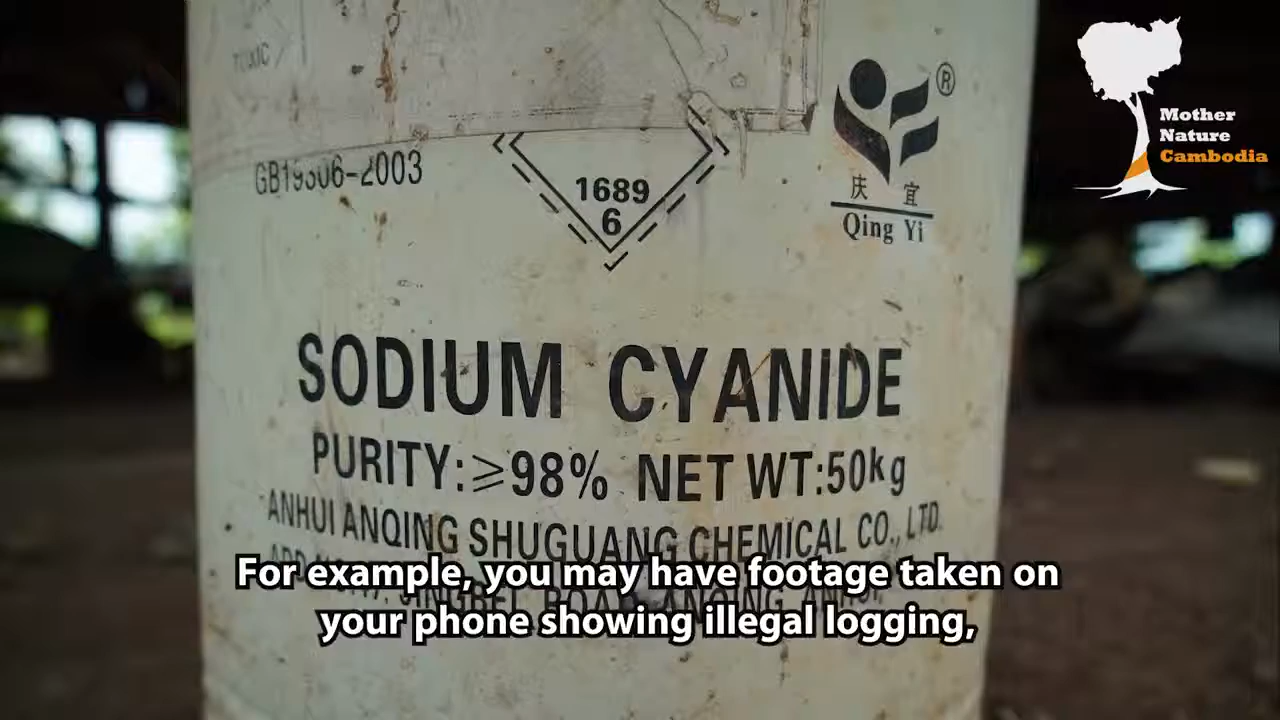 TOXIC
GB19306-2003
1689
6
®
庆 宜
Qing Yi
Mother
Nature
Cambodia
SODIUM CYANIDE
PURITY:≥98% NET WT:50kg
ANHUI ANQING SHUGUANG CHEMICAL CO., LTD.
For example, you may have footage taken on
your phone showing illegal logging,